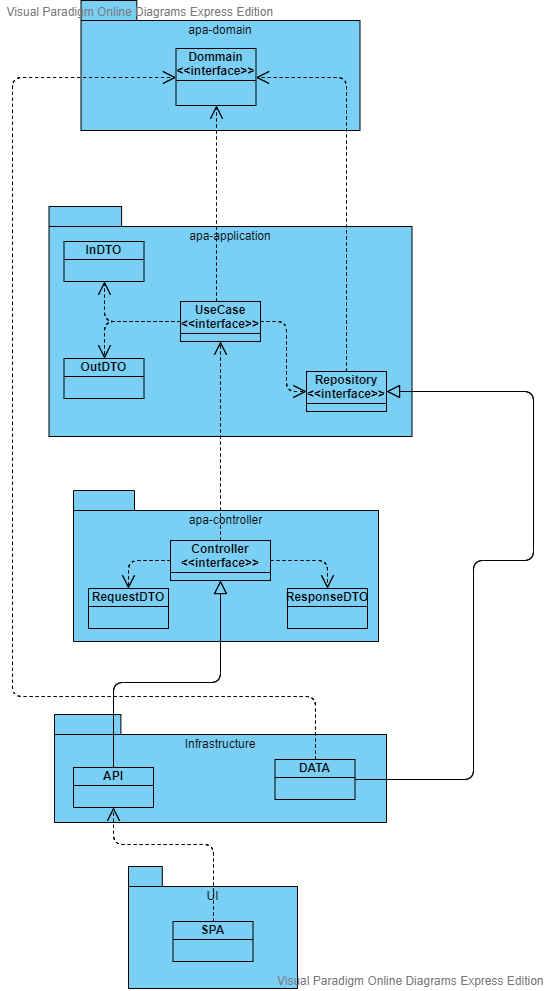 Visual Paradigm Online Diagrams Express Edition
apa-domain
Dommain
<<interface>>
apa-application
InDTO
UseCase
<<interface>>
OutDTO
Repository
<<interface>>
apa-controller
Controller
<<interface>>
RequestDTO
ResponseDTO
Infrastructure
API
DATA
UI
SPA
Visual Paradigm Online Diagrams Express Edition